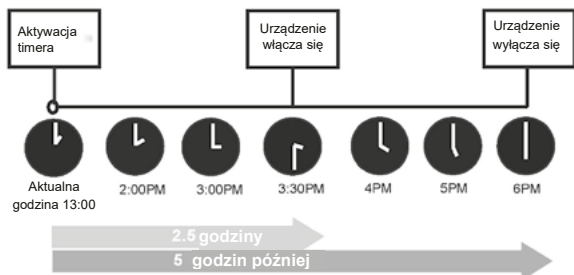 Aktywacja
timera
Urządzenie
włącza się
Urządzenie
wyłącza się
Aktualna
godzina 13:00
2:00PM
3:00PM
3:30PM
4PM
5PM
6PM
2.5 godziny
5 godzin później